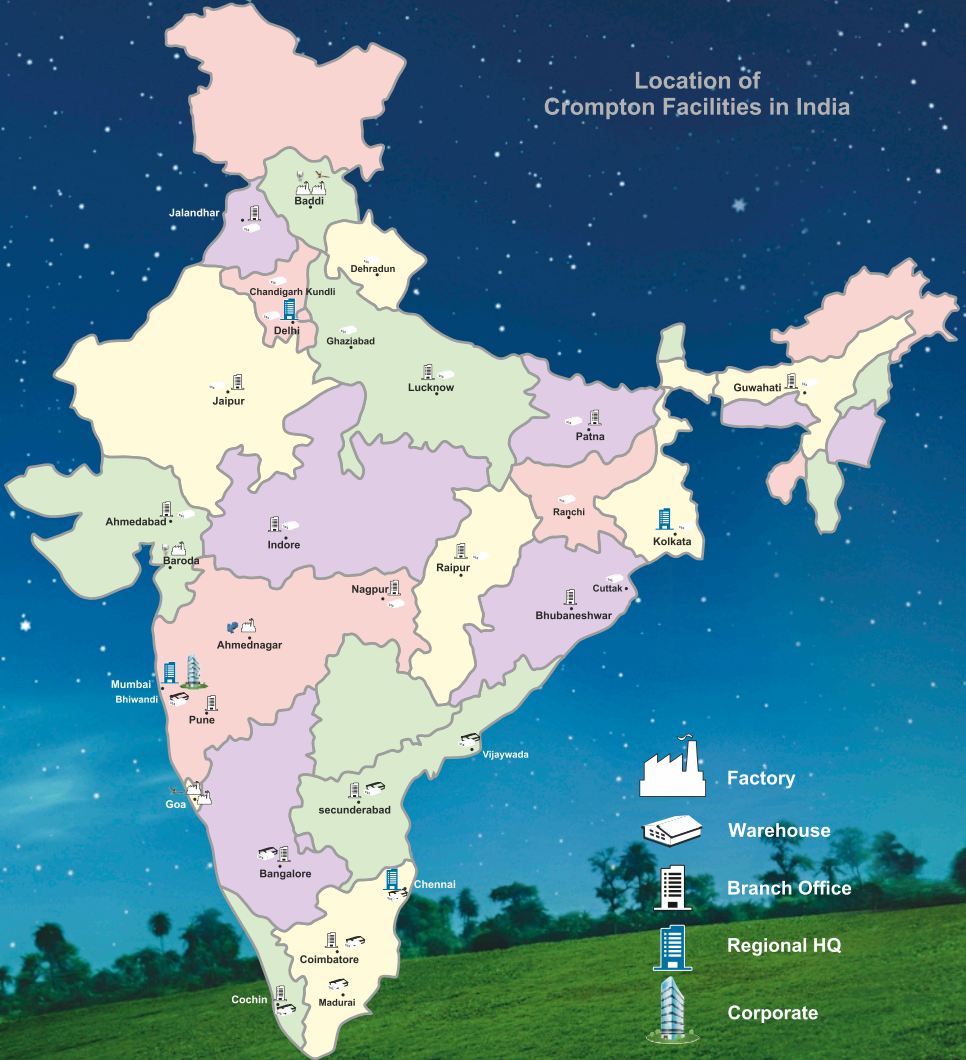 Location of
Crompton Facilities in India
Baddi
Jalandhar
Dehradun
Chandigarh Kundli
Delhi
Ghaziabad
Lucknow
Jaipur
Guwahati
Patna
Ranchi
Ahmedabad
Indore
Kolkata
Baroda
Raipur
Nagpur
Cuttak
Bhubaneshwar
Ahmednagar
Mumbai
Bhiwandi
Pune
Vijaywada
Goa
secunderabad
Bangalore
Chennai
Coimbatore
Cochin
Madurai
Factory
Warehouse
Branch Office
Regional HQ
Corporate